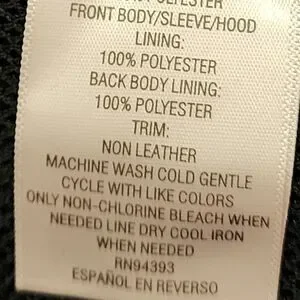 POLYESTER
FRONT BODY/SLEEVE/HOOD
LINING:
100% POLYESTER
BACK BODY LINING:
100% POLYESTER
TRIM:
NON LEATHER
MACHINE WASH COLD GENTLE
CYCLE WITH LIKE COLORS
ONLY NON-CHLORINE BLEACH WHEN
NEEDED LINE DRY COOL IRON
WHEN NEEDED
RN94393
ESPAÑOL EN REVERSO